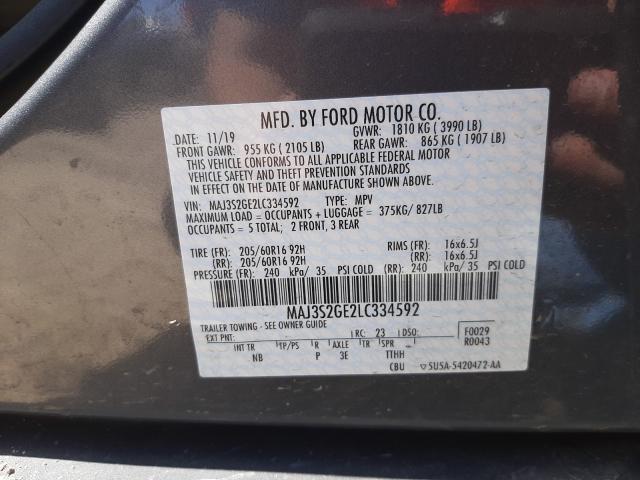 MFD. BY FORD MOTOR CO.
DATE: 11/19 GVWR: 1810 KG ( 3990 LB)
FRONT GAWR: 955 KG ( 2105 LB) REAR GAWR: 865 KG ( 1907 LB)
THIS VEHICLE CONFORMS TO ALL APPLICABLE FEDERAL MOTOR
VEHICLE SAFETY AND THEFT PREVENTION STANDARDS
IN EFFECT ON THE DATE OF MANUFACTURE SHOWN ABOVE.
VIN: MAJ3S2GE2LC334592 TYPE: MPV
MAXIMUM LOAD = OCCUPANTS + LUGGAGE = 375KG/ 827LB
OCCUPANTS = 5 TOTAL; 2 FRONT, 3 REAR
TIRE (FR): 205/60R16 92H RIMS (FR): 16x6.5J
(RR): 205/60R16 92H (RR): 16x6.5J
PRESSURE (FR): 240 kPa/ 35 PSI COLD (RR): 240 kPa/ 35 PSI COLD
MAJ3S2GE2LC334592
TRAILER TOWING - SEE OWNER GUIDE
EXT PNT: RC: 23 DSO: F0029
R0043
INT TR TP/PS R AXLE TR SPR
NB P 3E TTHH
CBU 5U5A-5420472-AA